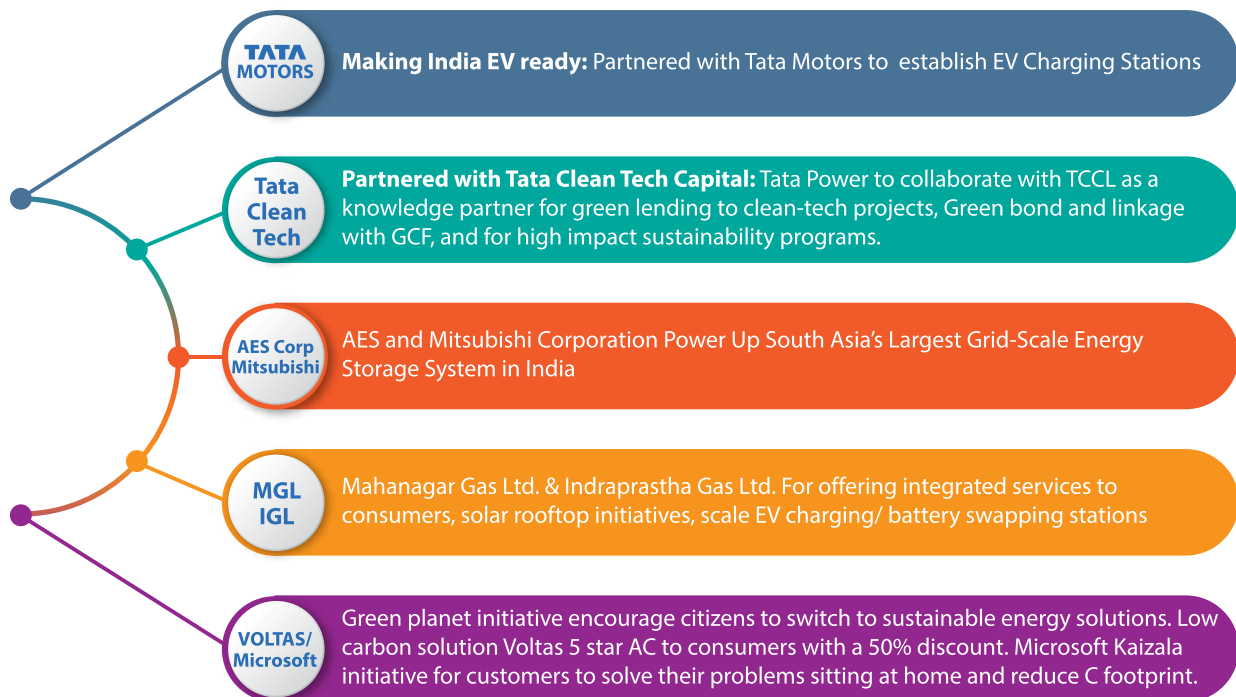 TATA
MOTORS
Making India EV ready: Partnered with Tata Motors to establish EV Charging Stations
Tata
Clean
Tech
Partnered with Tata Clean Tech Capital: Tata Power to collaborate with TCCL as a
knowledge partner for green lending to clean-tech projects, Green bond and linkage
with GCF, and for high impact sustainability programs.
AES Corp
Mitsubishi
AES and Mitsubishi Corporation Power Up South Asia’s Largest Grid-Scale Energy
Storage System in India
MGL
IGL
Mahanagar Gas Ltd. & Indraprastha Gas Ltd. For offering integrated services to
consumers, solar rooftop initiatives, scale EV charging/ battery swapping stations
VOLTAS/
Microsoft
Green planet initiative encourage citizens to switch to sustainable energy solutions. Low
carbon solution Voltas 5 star AC to consumers with a 50% discount. Microsoft Kaizala
initiative for customers to solve their problems sitting at home and reduce C footprint.